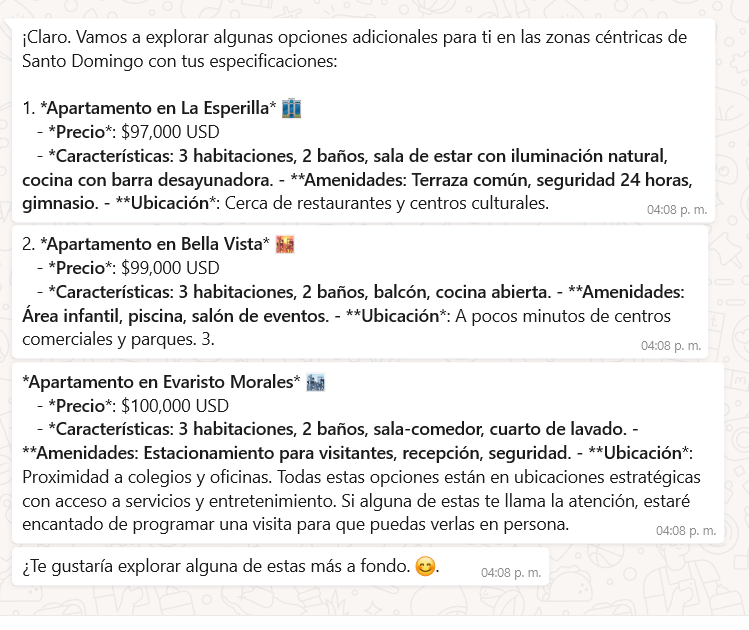 ¡Claro. Vamos a explorar algunas opciones adicionales para ti en las zonas céntricas de
Santo Domingo con tus especificaciones:
1. *Apartamento en La Esperilla* 🌃
- *Precio*: $97,000 USD
- *Características: 3 habitaciones, 2 baños, sala de estar con iluminación natural,
cocina con barra desayunadora. - **Amenidades: Terraza común, seguridad 24 horas,
gimnasio. - **Ubicación*: Cerca de restaurantes y centros culturales.
04:08 p. m.
2. *Apartamento en Bella Vista* 🌇
- *Precio*: $99,000 USD
- *Características: 3 habitaciones, 2 baños, balcón, cocina abierta. - **Amenidades:
Área infantil, piscina, salón de eventos. - **Ubicación*: A pocos minutos de centros
comerciales y parques. 3.
04:08 p. m.
*Apartamento en Evaristo Morales* 🏙
- *Precio*: $100,000 USD
- *Características: 3 habitaciones, 2 baños, sala-comedor, cuarto de lavado. -
**Amenidades: Estacionamiento para visitantes, recepción, seguridad. - **Ubicación*:
Proximidad a colegios y oficinas. Todas estas opciones están en ubicaciones estratégicas
con acceso a servicios y entretenimiento. Si alguna de estas te llama la atención, estaré
encantado de programar una visita para que puedas verlas en persona.
04:08 p. m.
¿Te gustaría explorar alguna de estas más a fondo. 😊.
04:08 p. m.